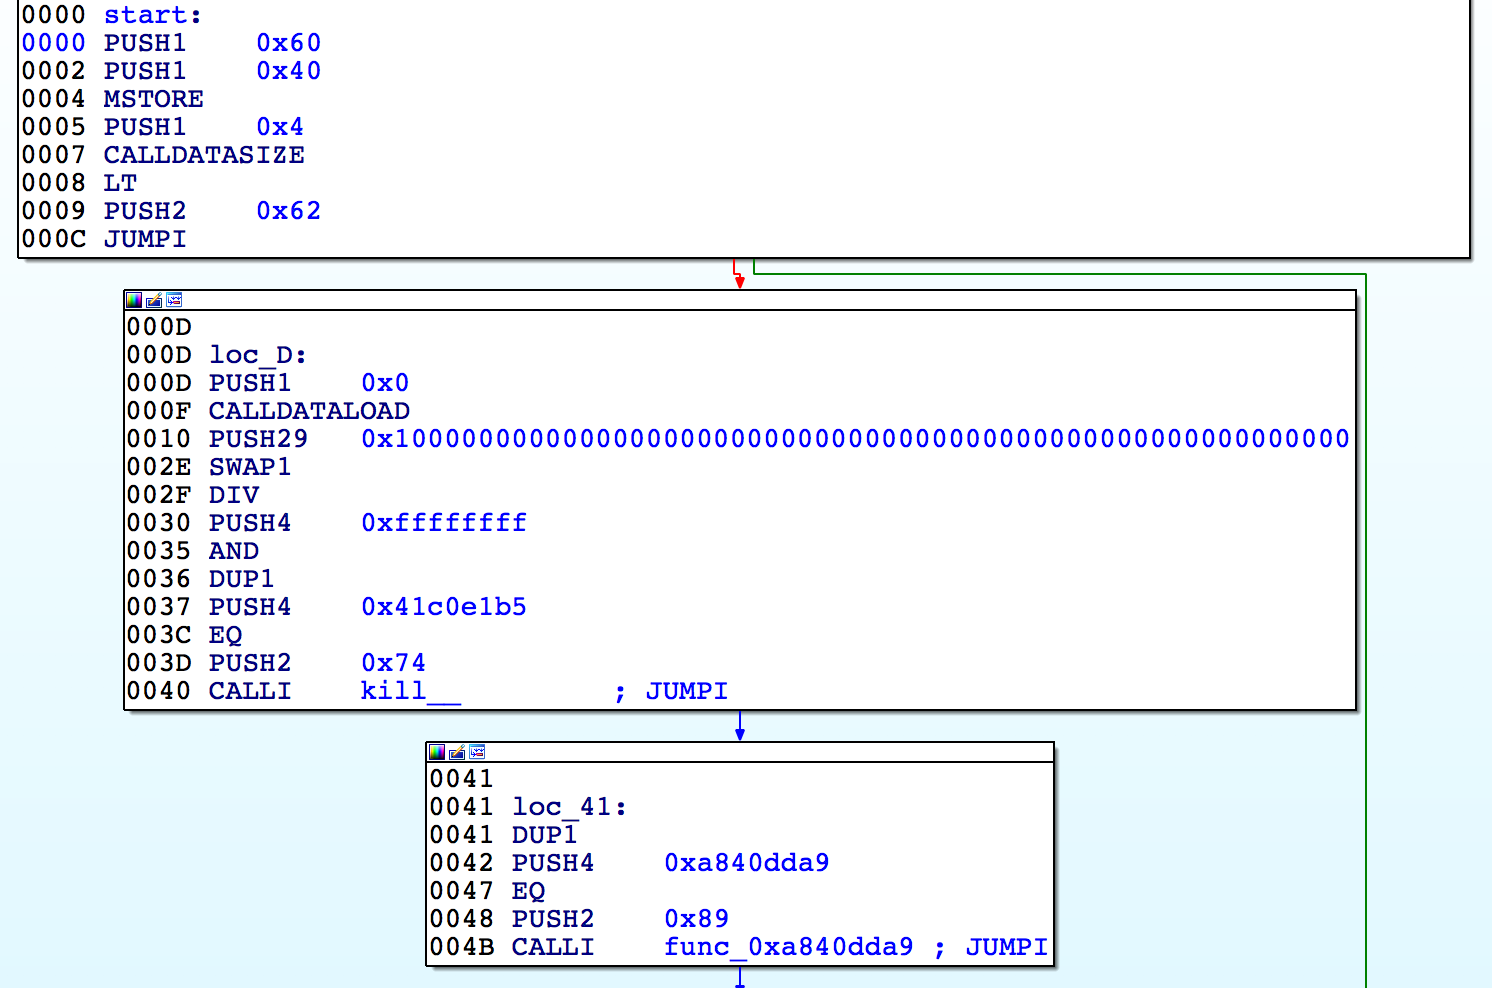 0000 start:
0000 PUSH1 0x60
0002 PUSH1 0x40
0004 MSTORE
0005 PUSH1 0x4
0007 CALLDATASIZE
0008 LT
0009 PUSH2 0x62
000C JUMPI
000D
000D loc_D:
000D PUSH1 0x0
000F CALLDATALOAD
0010 PUSH29 0x100000000000000000000000000000000000000000000000000000000
002E SWAP1
002F DIV
0030 PUSH4 0xffffffff
0035 AND
0036 DUP1
0037 PUSH4 0x41c0e1b5
003C EQ
003D PUSH2 0x74
0040 CALLI kill__ ; JUMPI
0041
0041 loc_41:
0041 DUP1
0042 PUSH4 0xa840dda9
0047 EQ
0048 PUSH2 0x89
004B CALLI func_0xa840dda9 ; JUMPI